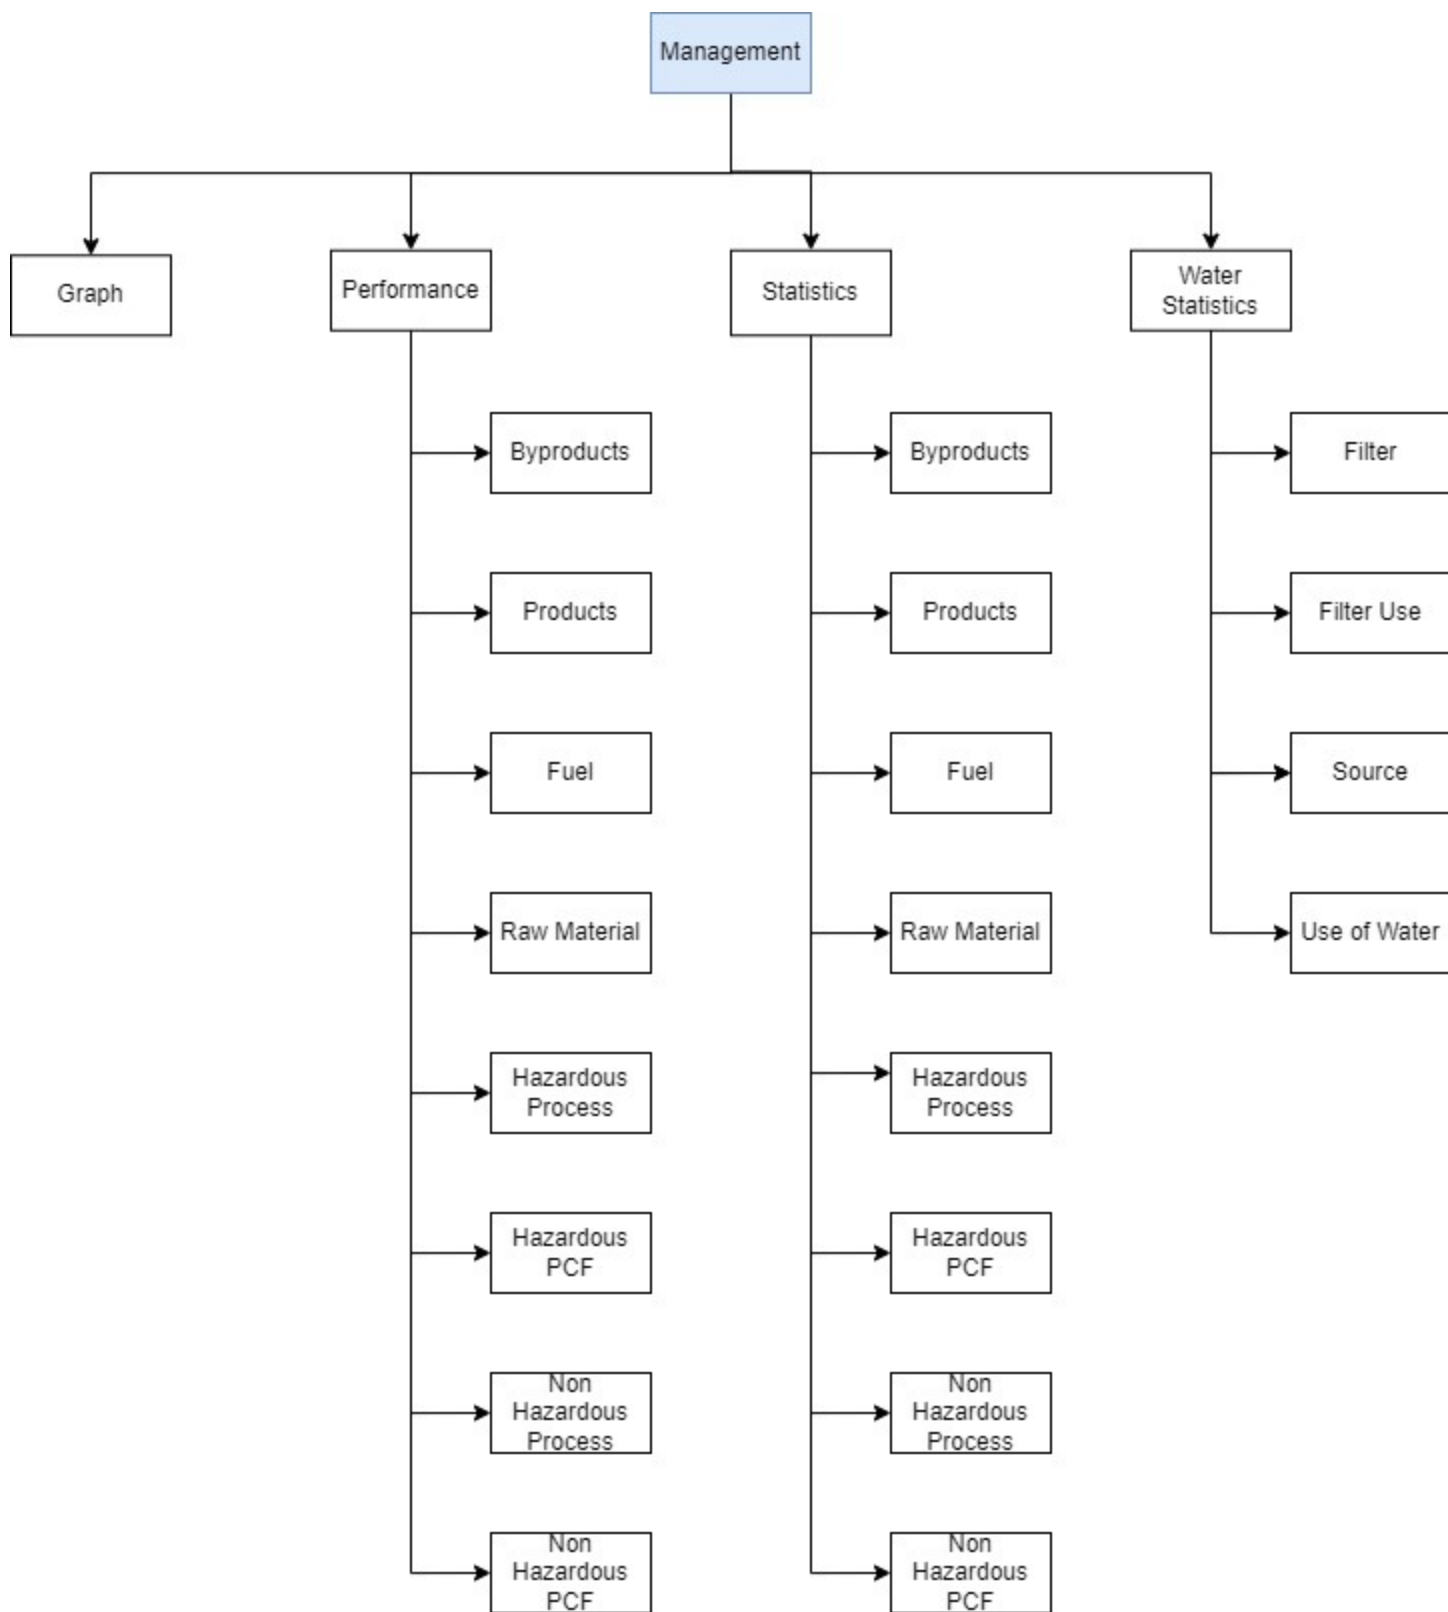 Management
Graph
Performance
Statistics
Water
Statistics
Byproducts
Byproducts
Filter
Products
Products
Filter Use
Fuel
Fuel
Source
Raw Material
Raw Material
Use of Water
Hazardous
Process
Hazardous
Process
Hazardous
PCF
Hazardous
PCF
Non
Hazardous
Process
Non
Hazardous
Process
Non
Hazardous
PCF
Non
Hazardous
PCF